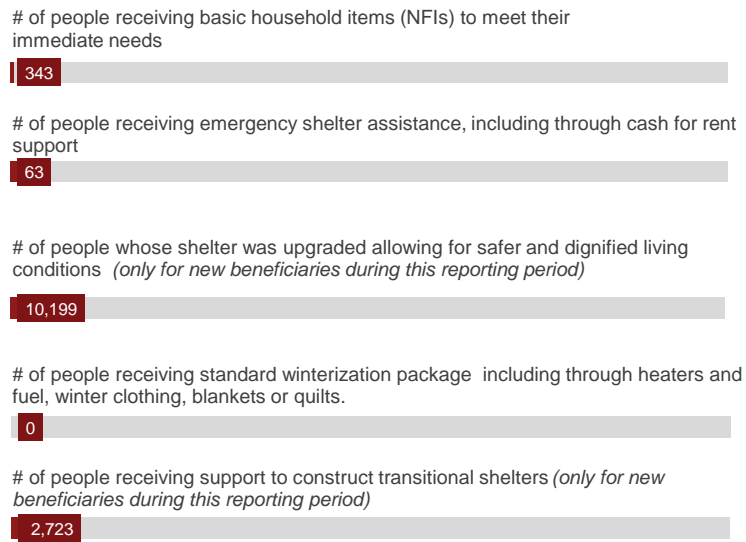 # of people receiving basic household items (NFIs) to meet their
immediate needs
343
# of people receiving emergency shelter assistance, including through cash for rent
support
63
# of people whose shelter was upgraded allowing for safer and dignified living
conditions (only for new beneficiaries during this reporting period)
10,199
# of people receiving standard winterization package including through heaters and
fuel, winter clothing, blankets or quilts.
0
# of people receiving support to construct transitional shelters (only for new
beneficiaries during this reporting period)
2,723